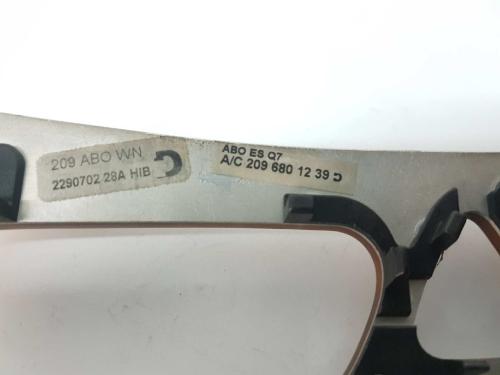 209 ABO WN
2290702 28A HIB
ABO ES Q7
A/C 209 680 12 39